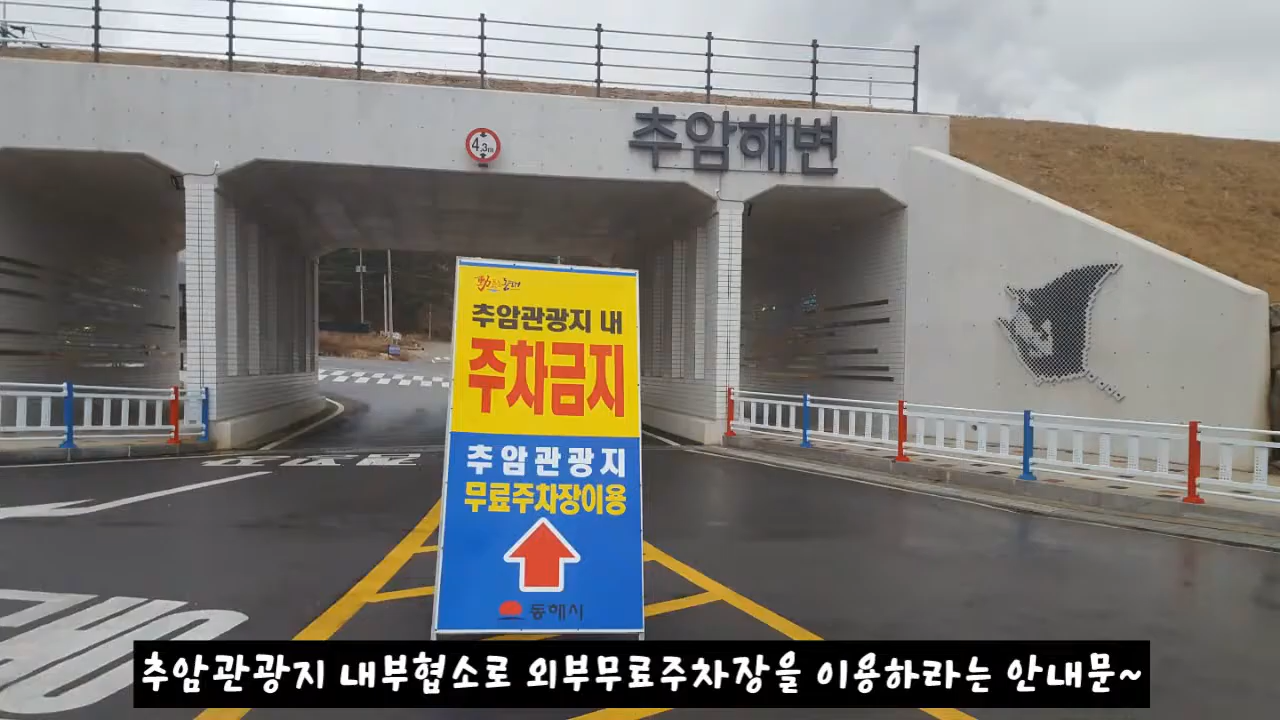 추암해변
4.3m
추암관광지 내
주차금지
추암관광지
무료주차장이용
동해시
추암관광지 내부협소로 외부무료주차장을 이용하라는 안내문~